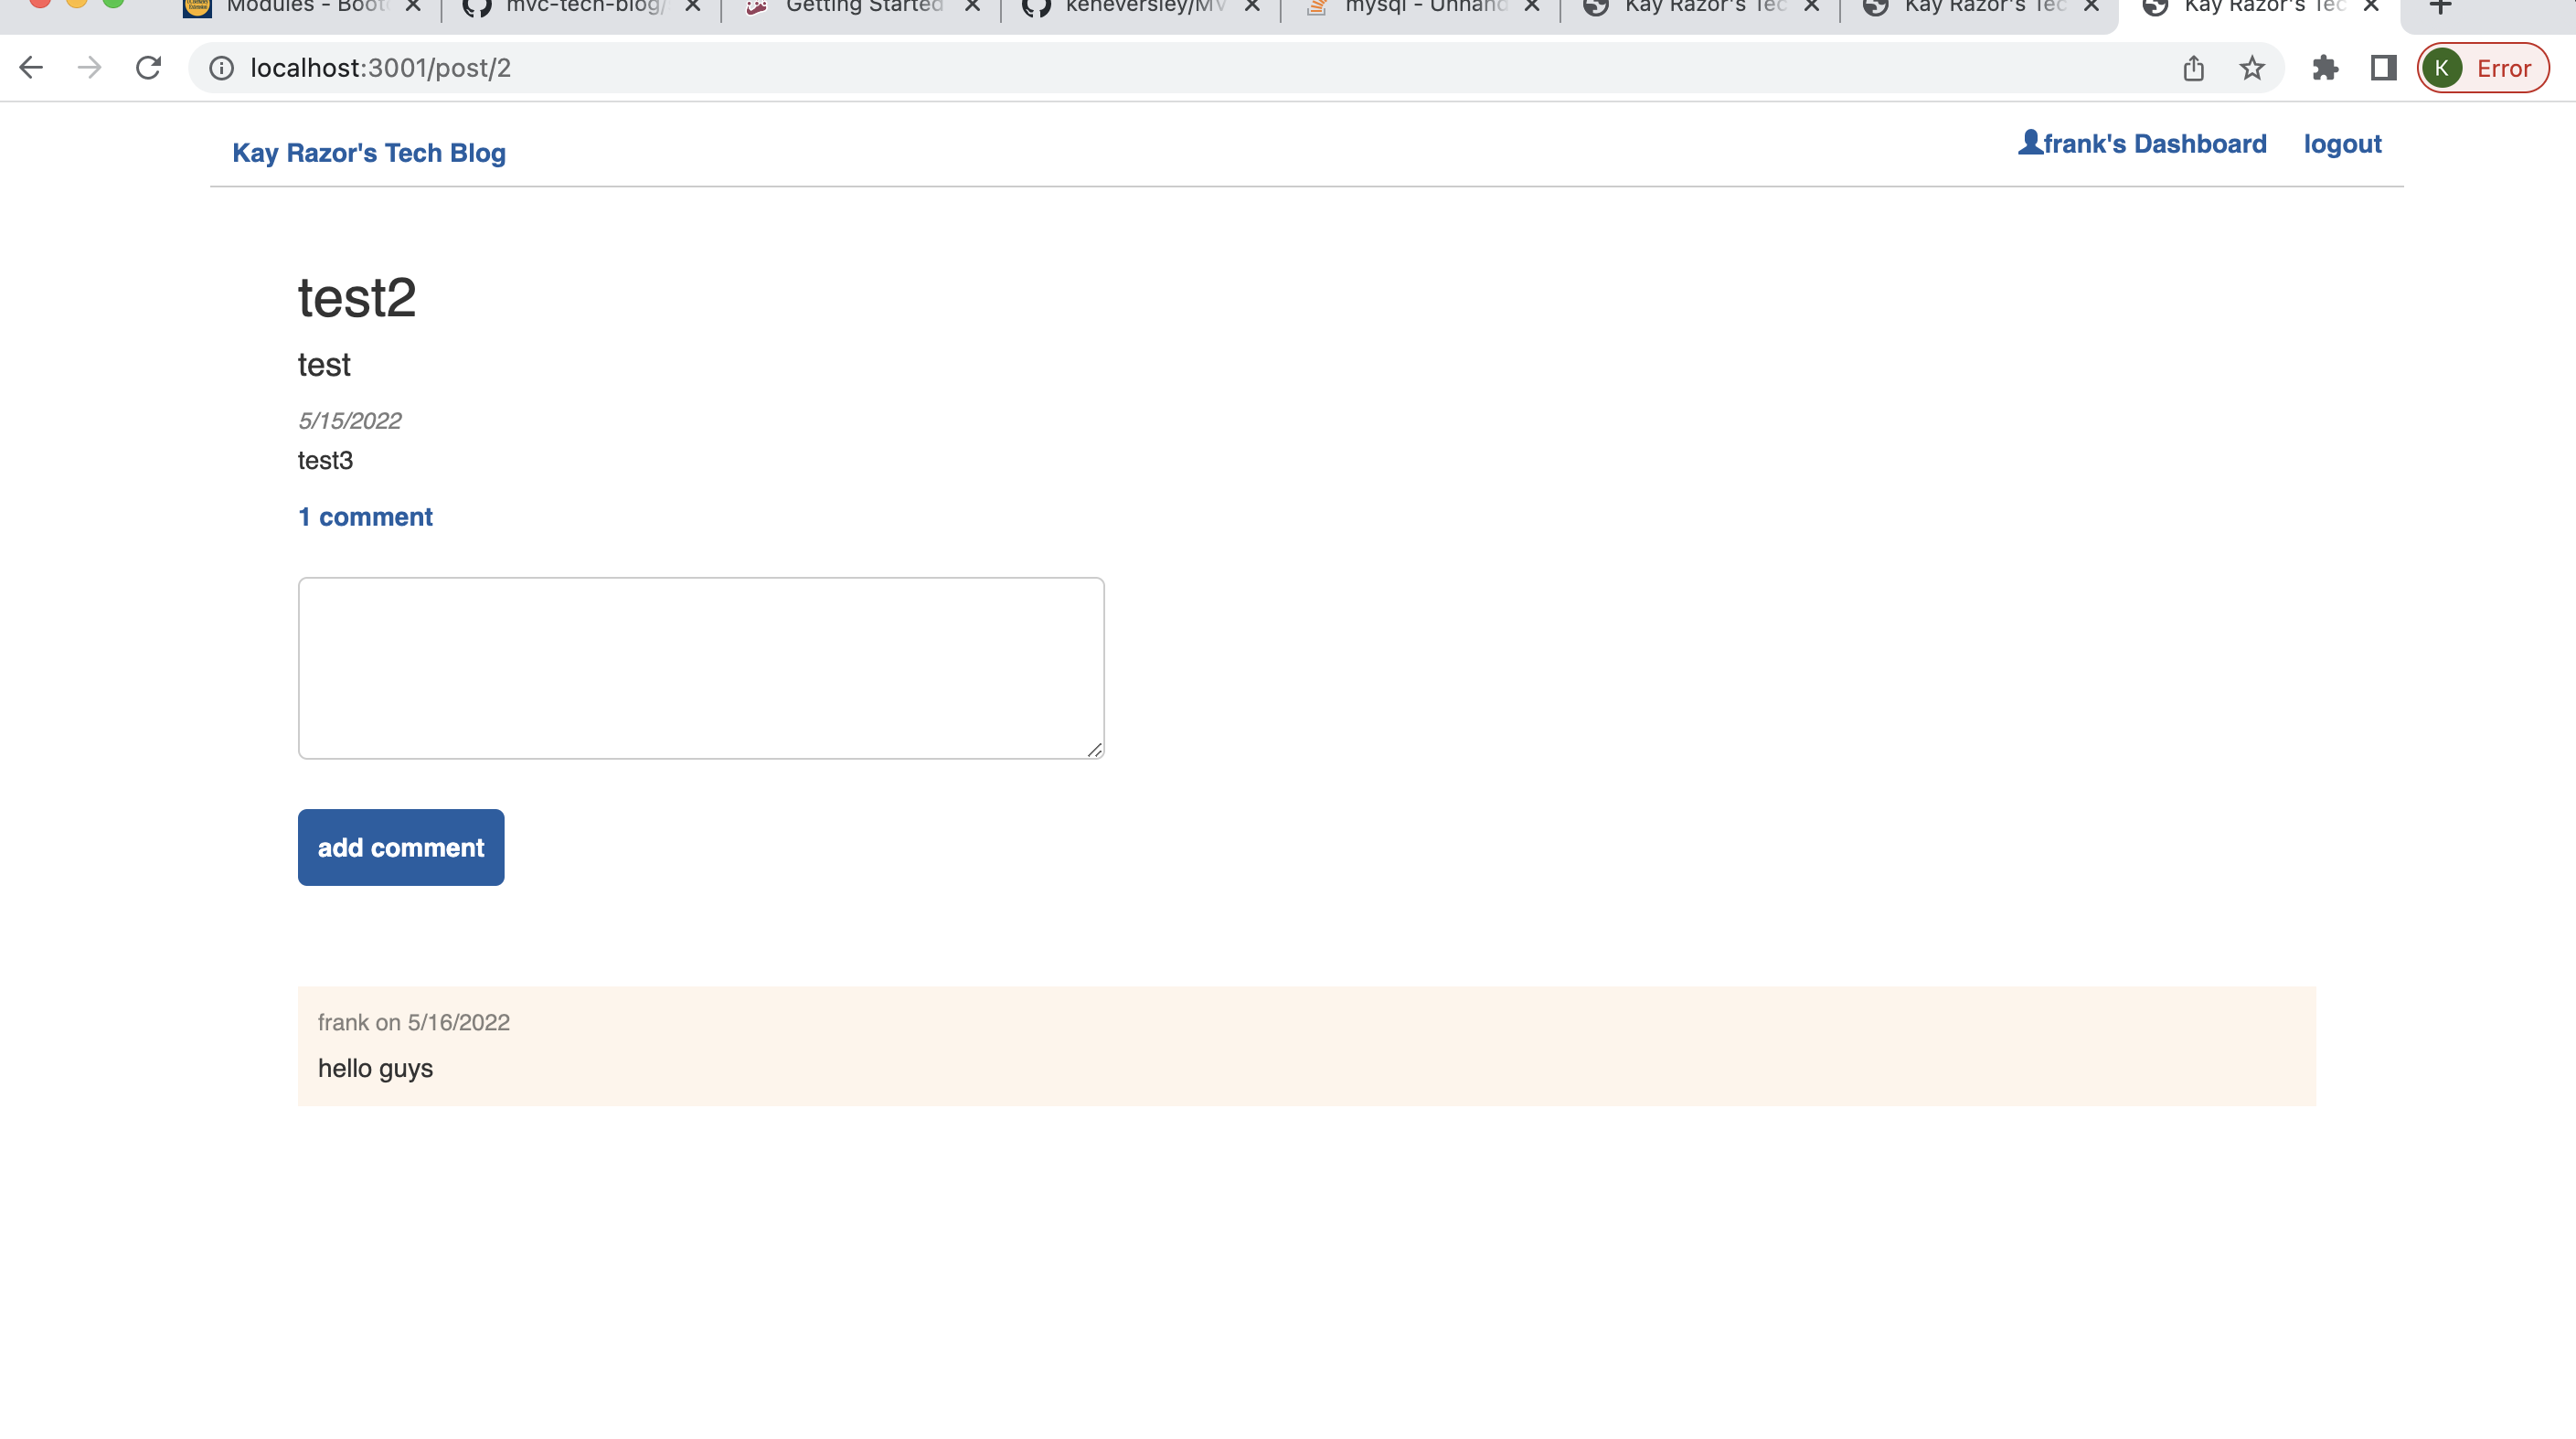 Modules - Boot
mvc-tech-blog/
Getting Started
keneversley/MV
mysql - Unhand
Kay Razor's Tec
Kay Razor's Tec
Kay Razor's Tec
localhost:3001/post/2
K
Error
Kay Razor's Tech Blog
frank's Dashboard
logout
test2
test
5/15/2022
test3
1 comment
add comment
frank on 5/16/2022
hello guys